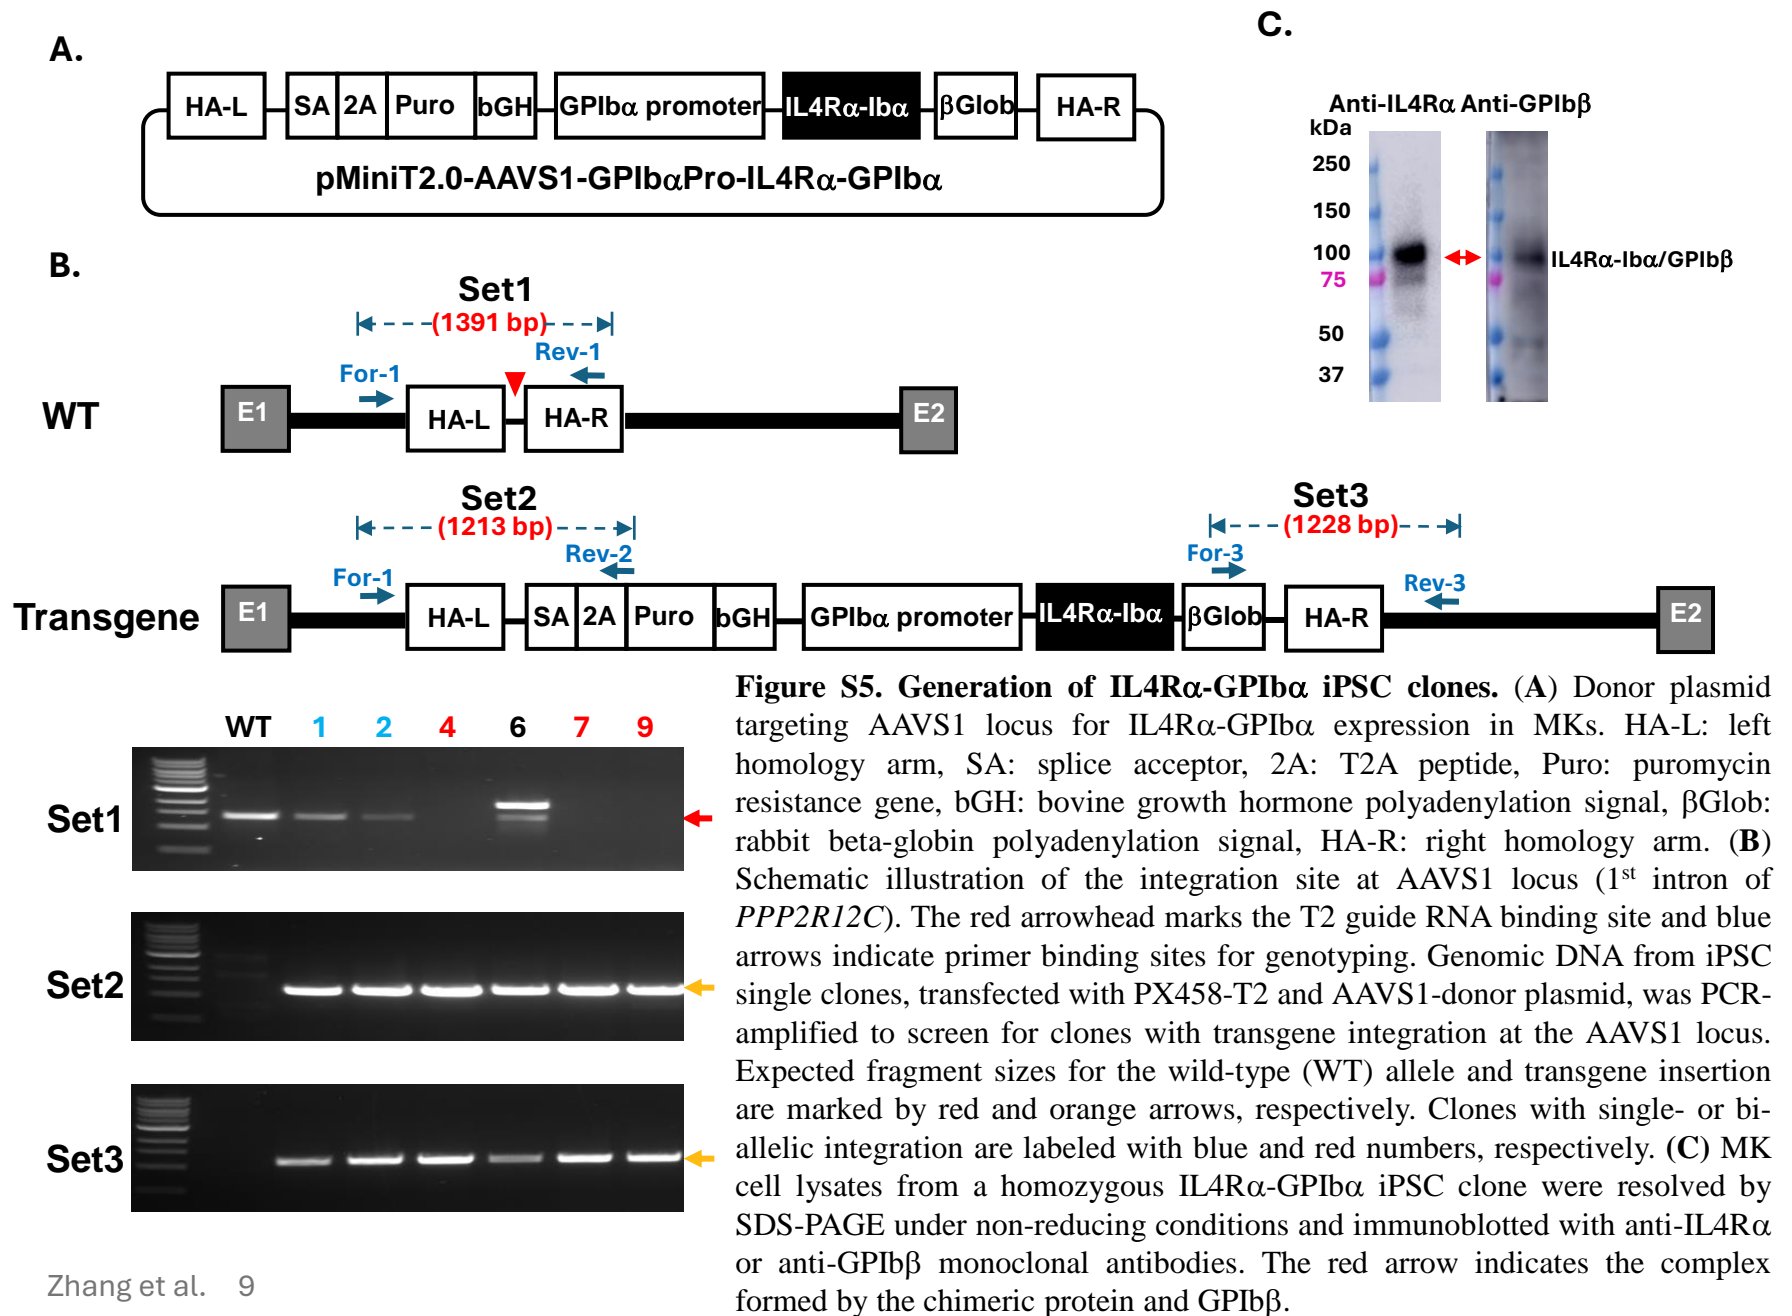 A.
HA-L SA 2A Puro bGH GPIbα promoter IL4Rα-Ibα βGlob HA-R
pMiniT2.0-AAVS1-GPIbαPro-IL4Rα-GPIbα
B.
Set1
(1391 bp)
For-1 Rev-1
WT E1 HA-L HA-R E2
Set2 Set3
(1213 bp) (1228 bp)
For-1 Rev-2 For-3 Rev-3
Transgene E1 HA-L SA 2A Puro bGH GPIbα promoter IL4Rα-Ibα βGlob HA-R E2
WT 1 2 4 6 7 9
Set1
Set2
Set3
C.
Anti-IL4Rα Anti-GPIbβ
kDa
250
150
100
75
50
37
IL4Rα-Ibα/GPIbβ
Figure S5. Generation of IL4Rα-GPIbα iPSC clones. (A) Donor plasmid
targeting AAVS1 locus for IL4Rα-GPIbα expression in MKs. HA-L: left
homology arm, SA: splice acceptor, 2A: T2A peptide, Puro: puromycin
resistance gene, bGH: bovine growth hormone polyadenylation signal, βGlob:
rabbit beta-globin polyadenylation signal, HA-R: right homology arm. (B)
Schematic illustration of the integration site at AAVS1 locus (1st intron of
PPP2R12C). The red arrowhead marks the T2 guide RNA binding site and blue
arrows indicate primer binding sites for genotyping. Genomic DNA from iPSC
single clones, transfected with PX458-T2 and AAVS1-donor plasmid, was PCR-
amplified to screen for clones with transgene integration at the AAVS1 locus.
Expected fragment sizes for the wild-type (WT) allele and transgene insertion
are marked by red and orange arrows, respectively. Clones with single- or bi-
allelic integration are labeled with blue and red numbers, respectively. (C) MK
cell lysates from a homozygous IL4Rα-GPIbα iPSC clone were resolved by
SDS-PAGE under non-reducing conditions and immunoblotted with anti-IL4Rα
or anti-GPIbβ monoclonal antibodies. The red arrow indicates the complex
formed by the chimeric protein and GPIbβ.
Zhang et al. 9